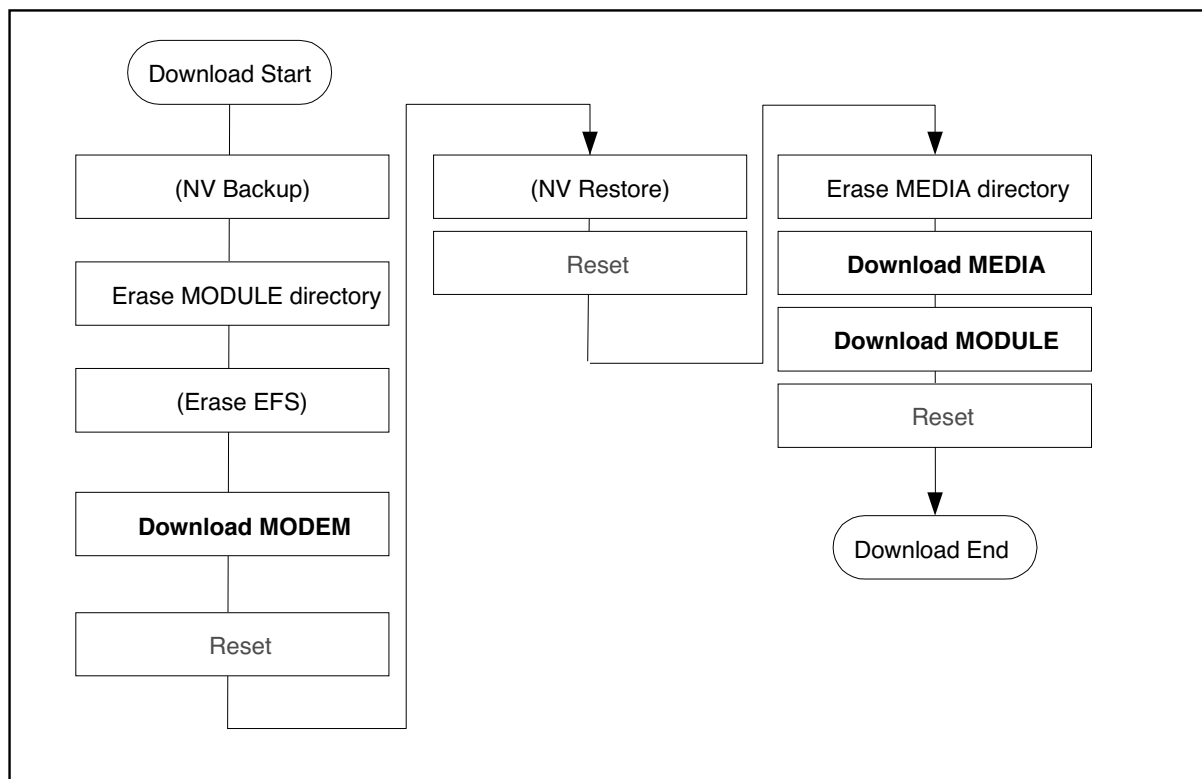 Download Start
(NV Backup)
Erase MODULE directory
(Erase EFS)
Download MODEM
Reset
(NV Restore)
Reset
Erase MEDIA directory
Download MEDIA
Download MODULE
Reset
Download End